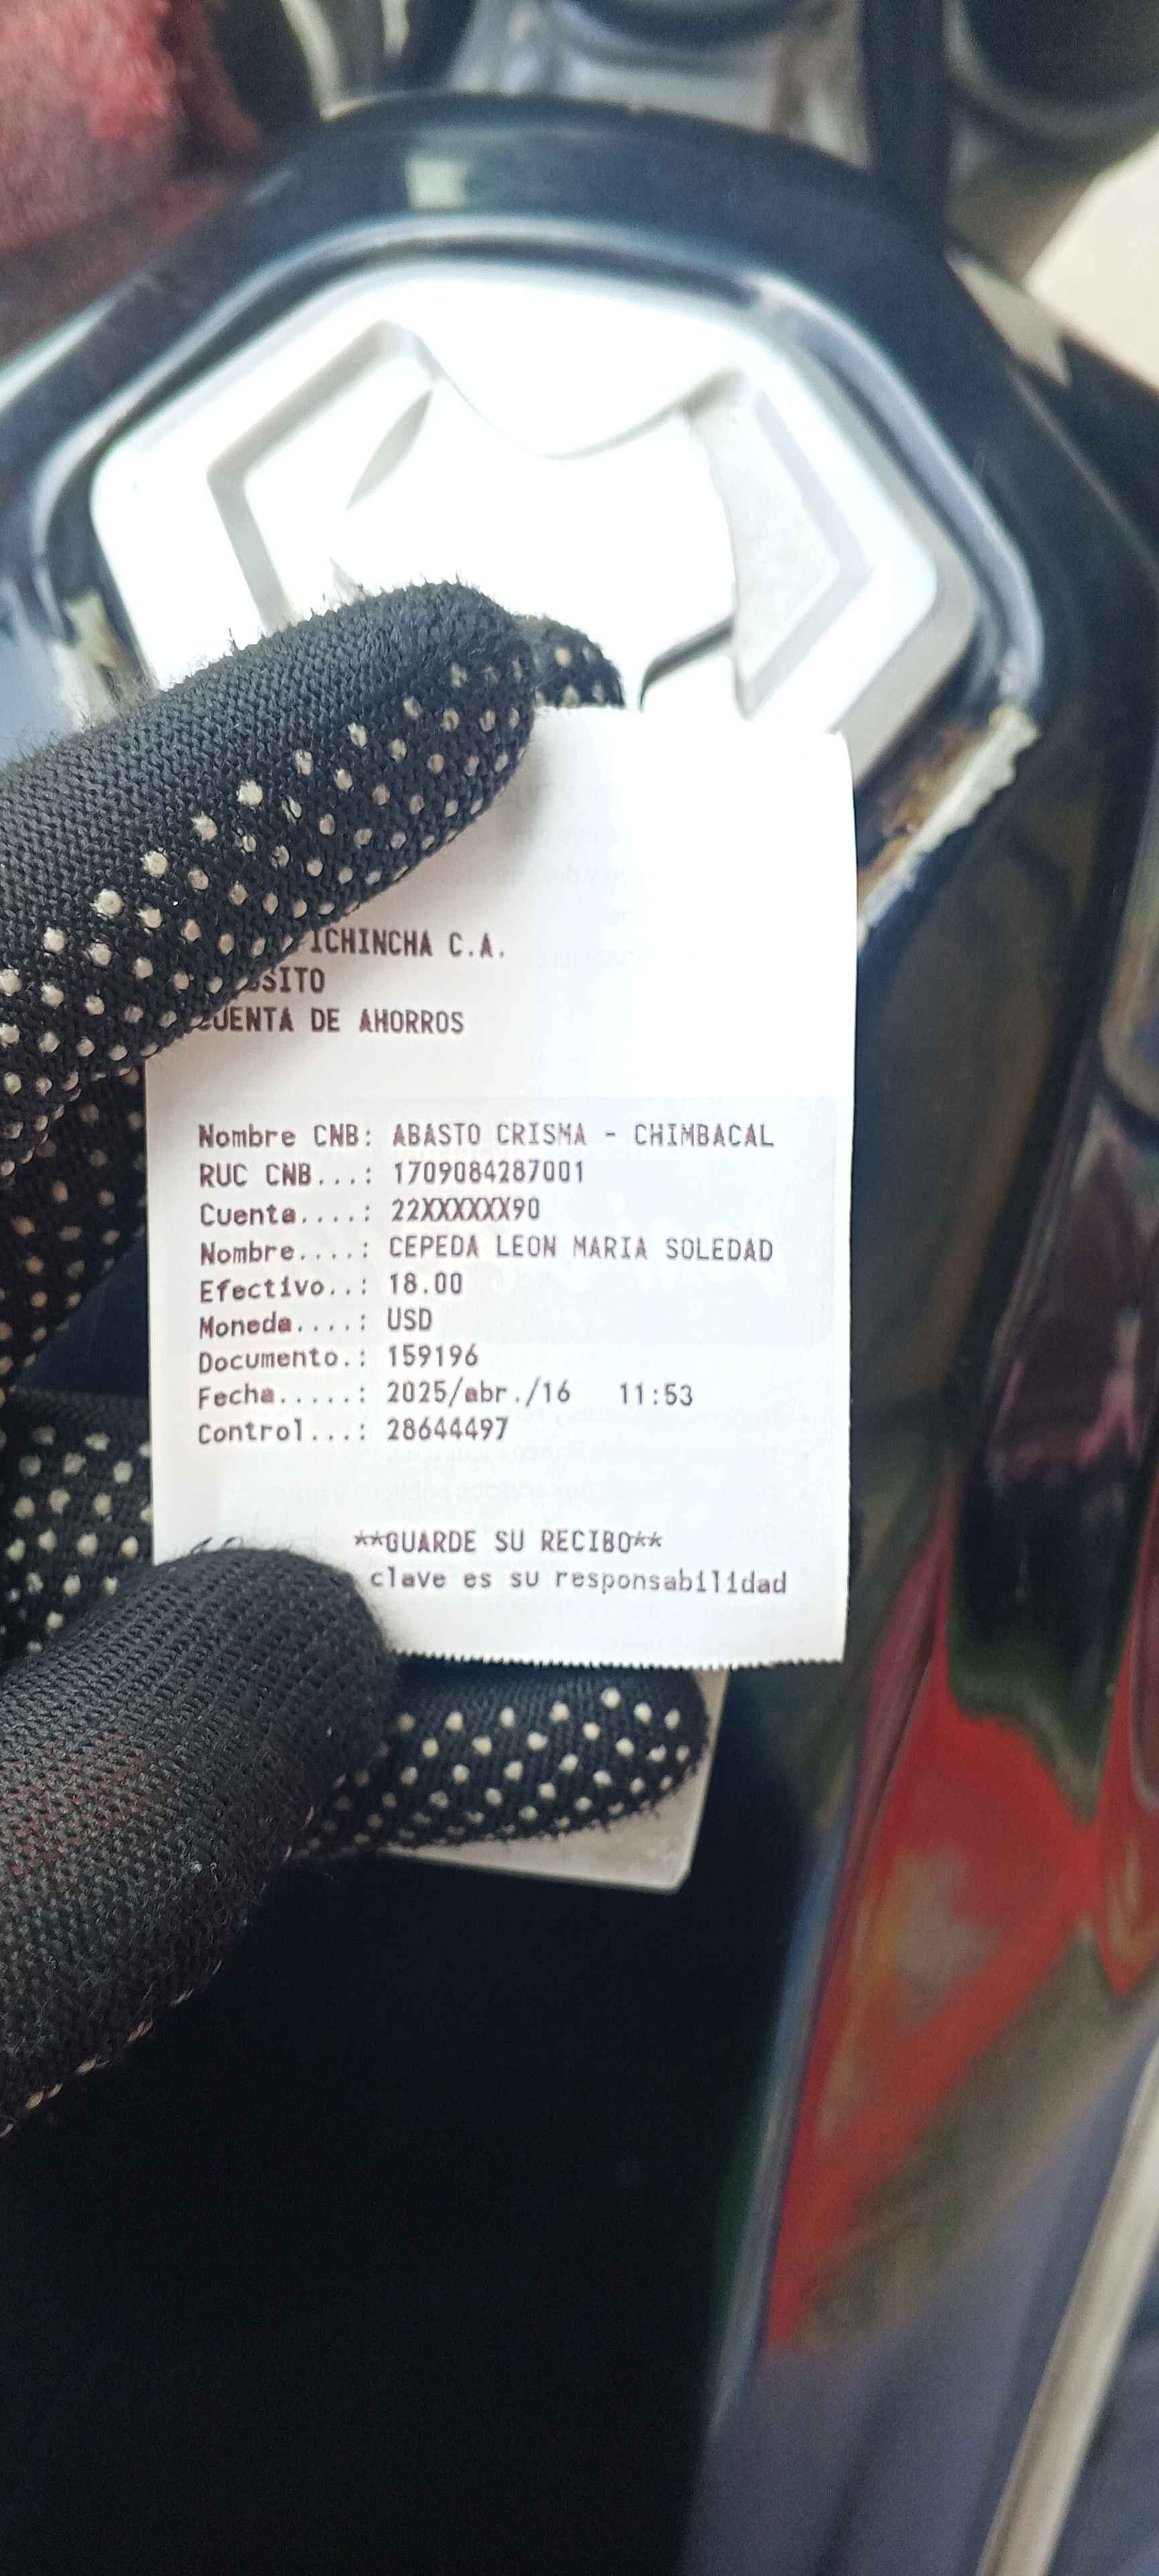 ICHINCHA C.A.
SITO
CUENTA DE AHORROS
Nombre CNB: ABASTO CRISMA - CHIMBACAL
RUC CNB...: 1709084287001
Cuenta....: 22XXXXXX90
Nombre....: CEPEDA LEON MARIA SOLEDAD
Efectivo..: 18.00
Moneda....: USD
Documento.: 159196
Fecha.....: 2025/abr./16 11:53
Control...: 28644497
**GUARDE SU RECIBO**
clave es su responsabilidad